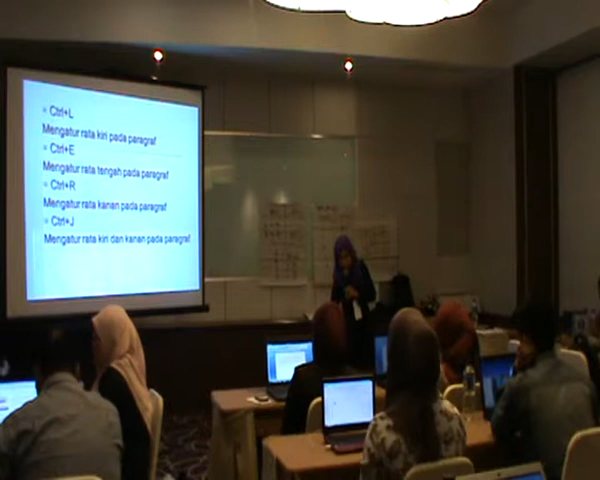 Ctrl+L
Mengatur rata kiri pada paragraf
Ctrl+E
Mengatur rata tengah pada paragraf
Ctrl+R
Mengatur rata kanan pada paragraf
Ctrl+J
Mengatur rata kiri dan kanan pada paragraf